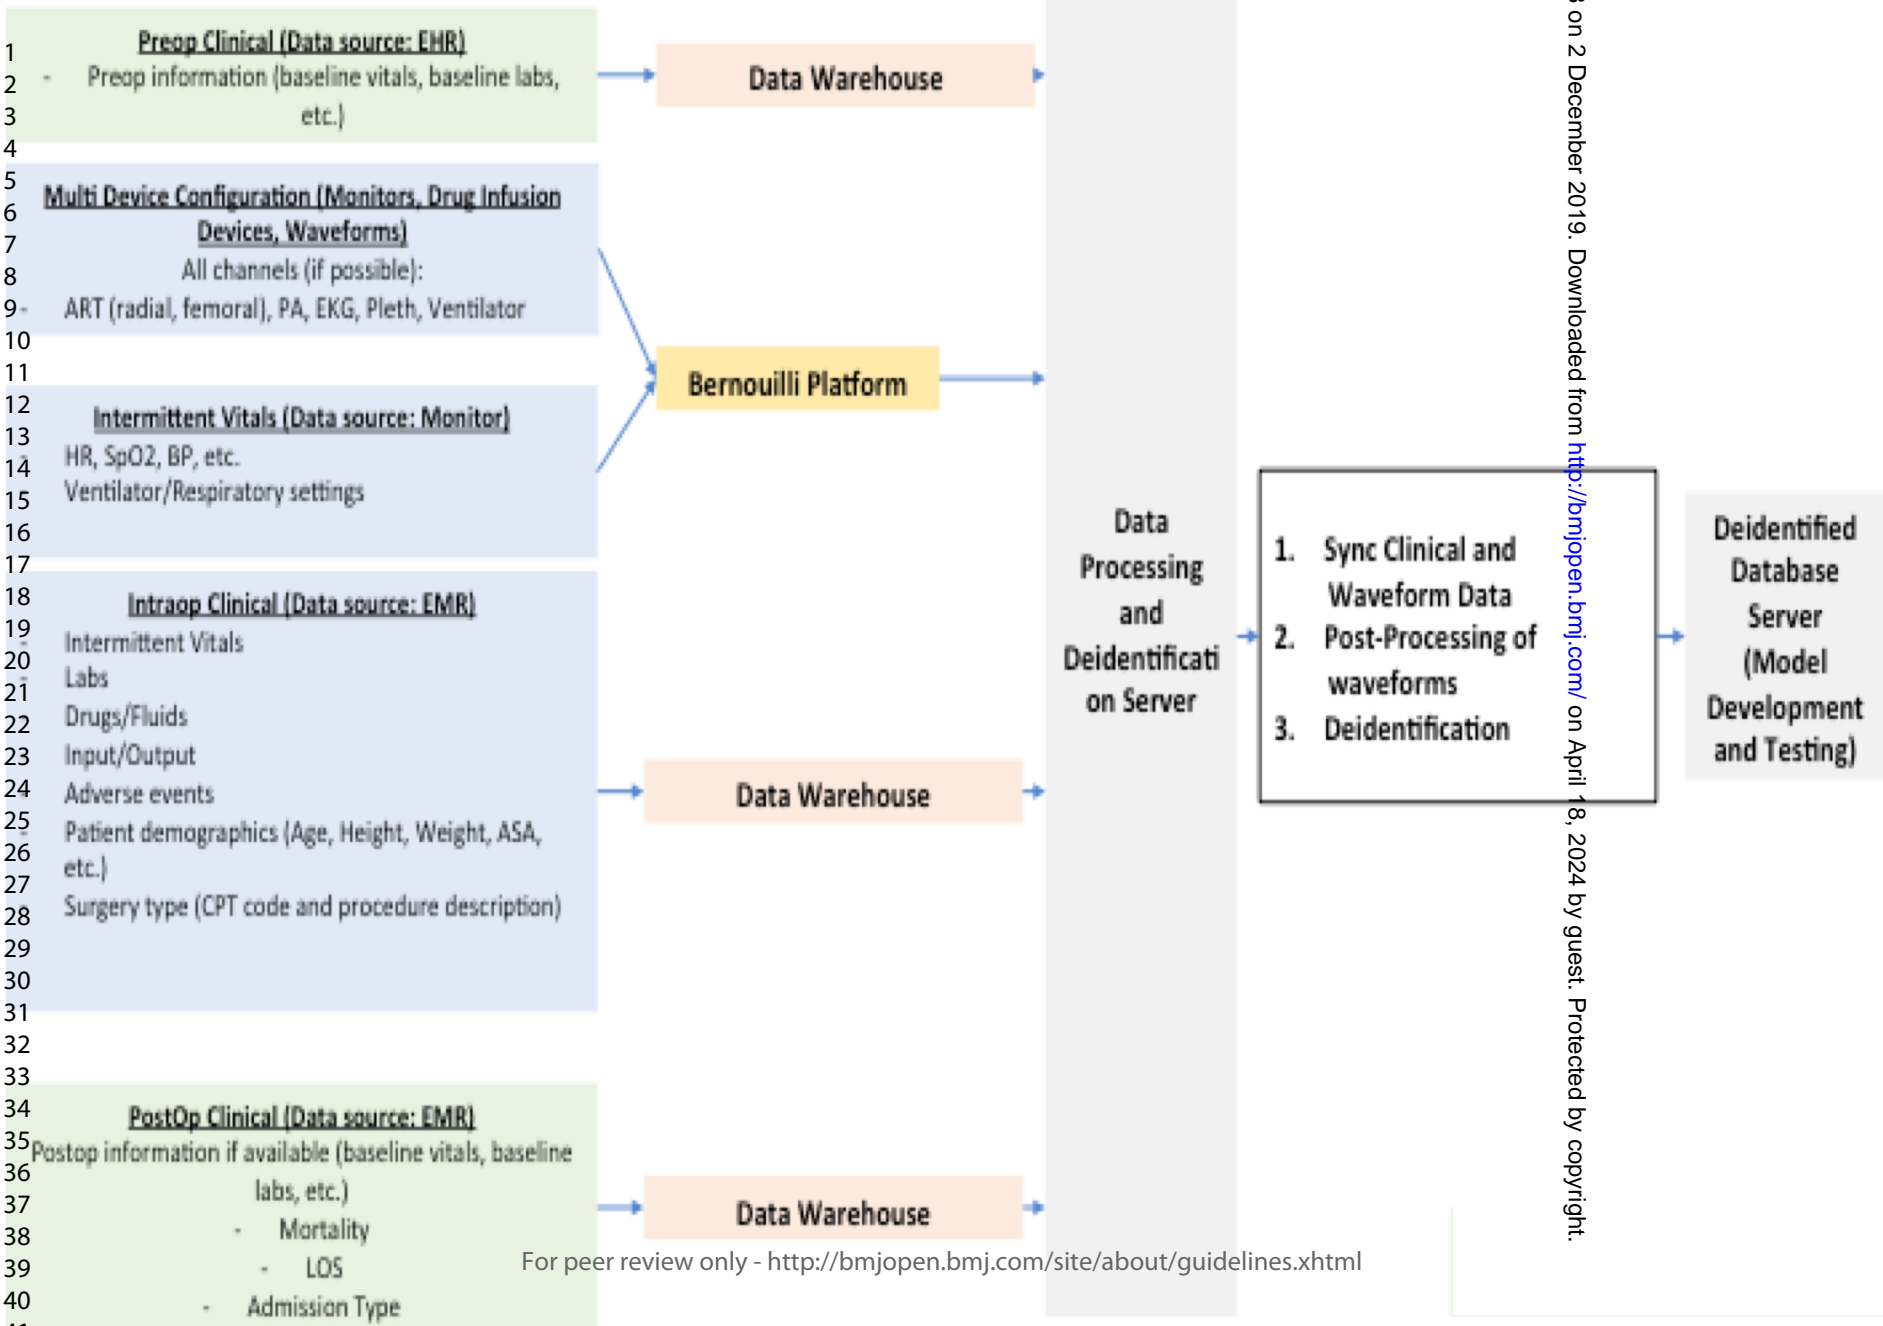 Preop Clinical (Data source: EHR)
- Preop information (baseline vitals, baseline labs,
etc.)
Data Warehouse
Multi Device Configuration (Monitors, Drug Infusion
Devices, Waveforms)
All channels (if possible):
- ART (radial, femoral), PA, EKG, Pleth, Ventilator
Bernouilli Platform
Intermittent Vitals (Data source: Monitor)
- HR, SpO2, BP, etc.
Ventilator/Respiratory settings
Intraop Clinical (Data source: EMR)
- Intermittent Vitals
- Labs
Drugs/Fluids
Input/Output
- Adverse events
- Patient demographics (Age, Height, Weight, ASA,
etc.)
- Surgery type (CPT code and procedure description)
Data Warehouse
PostOp Clinical (Data source: EMR)
Postop information if available (baseline vitals, baseline
labs, etc.)
- Mortality
- LOS
- Admission Type
Data Warehouse
Data
Processing
and
Deidentificati
on Server
1. Sync Clinical and
Waveform Data
2. Post-Processing of
waveforms
3. Deidentification
Deidentified
Database
Server
(Model
Development
and Testing)
1
2
3
4
5
6
7
8
9
10
11
12
13
14
15
16
17
18
19
20
21
22
23
24
25
26
27
28
29
30
31
32
33
34
35
36
37
38
39
40
For peer review only - http://bmjopen.bmj.com/site/about/guidelines.xhtml
on 2 December 2019. Downloaded from http://bmjopen.bmj.com/ on April 18, 2024 by guest. Protected by copyright.